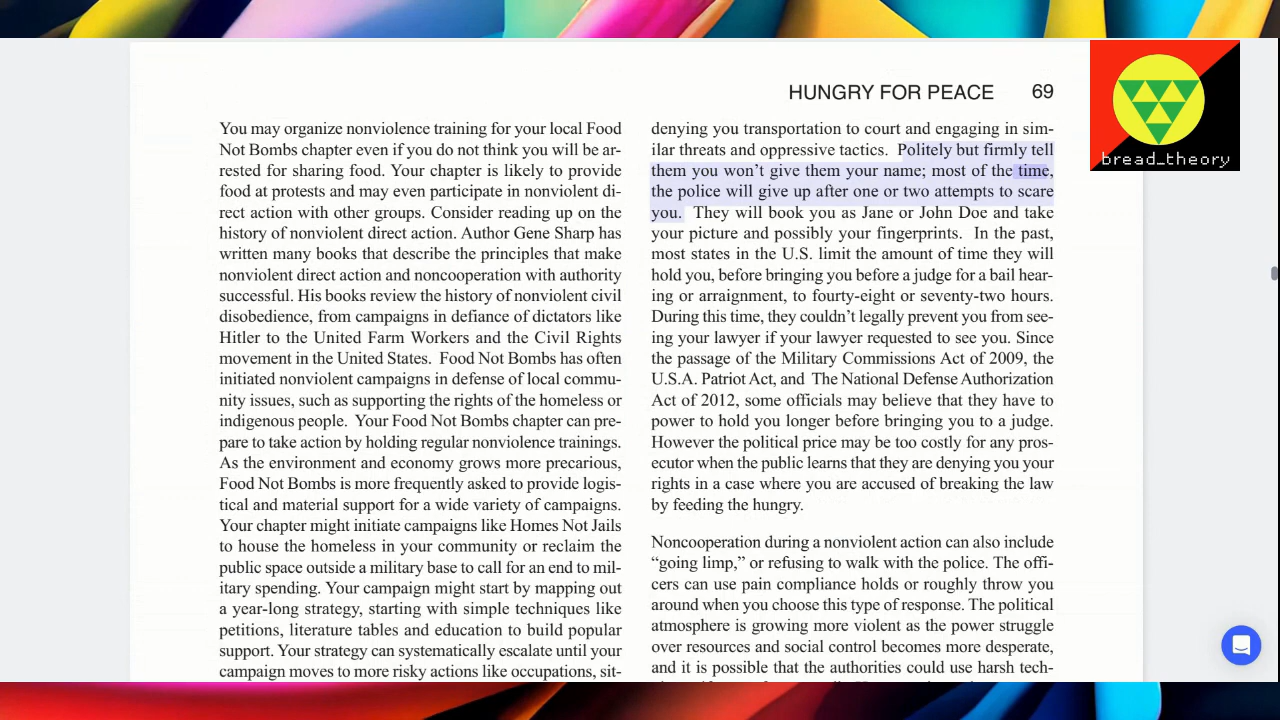 HUNGRY FOR PEACE 69
You may organize nonviolence training for your local Food
Not Bombs chapter even if you do not think you will be ar-
rested for sharing food. Your chapter is likely to provide
food at protests and may even participate in nonviolent di-
rect action with other groups. Consider reading up on the
history of nonviolent direct action. Author Gene Sharp has
written many books that describe the principles that make
nonviolent direct action and noncooperation with authority
successful. His books review the history of nonviolent civil
disobedience, from campaigns in defiance of dictators like
Hitler to the United Farm Workers and the Civil Rights
movement in the United States. Food Not Bombs has often
initiated nonviolent campaigns in defense of local commu-
nity issues, such as supporting the rights of the homeless or
indigenous people. Your Food Not Bombs chapter can pre-
pare to take action by holding regular nonviolence trainings.
As the environment and economy grows more precarious,
Food Not Bombs is more frequently asked to provide logis-
tical and material support for a wide variety of campaigns.
Your chapter might initiate campaigns like Homes Not Jails
to house the homeless in your community or reclaim the
public space outside a military base to call for an end to mil-
itary spending. Your campaign might start by mapping out
a year-long strategy, starting with simple techniques like
petitions, literature tables and education to build popular
support. Your strategy can systematically escalate until your
campaign moves to more risky actions like occupations, sit-
denying you transportation to court and engaging in sim-
ilar threats and oppressive tactics. Politely but firmly tell
them you won't give them your name; most of the time,
the police will give up after one or two attempts to scare
you. They will book you as Jane or John Doe and take
your picture and possibly your fingerprints. In the past,
most states in the U.S. limit the amount of time they will
hold you, before bringing you before a judge for a bail hear-
ing or arraignment, to fourty-eight or seventy-two hours.
During this time, they couldn't legally prevent you from see-
ing your lawyer if your lawyer requested to see you. Since
the passage of the Military Commissions Act of 2009, the
U.S.A. Patriot Act, and The National Defense Authorization
Act of 2012, some officials may believe that they have to
power to hold you longer before bringing you to a judge.
However the political price may be too costly for any pros-
ecutor when the public learns that they are denying you your
rights in a case where you are accused of breaking the law
by feeding the hungry.
Noncooperation during a nonviolent action can also include
“going limp,” or refusing to walk with the police. The offi-
cers can use pain compliance holds or roughly throw you
around when you choose this type of response. The political
atmosphere is growing more violent as the power struggle
over resources and social control becomes more desperate,
and it is possible that the authorities could use harsh tech-
bread_theory